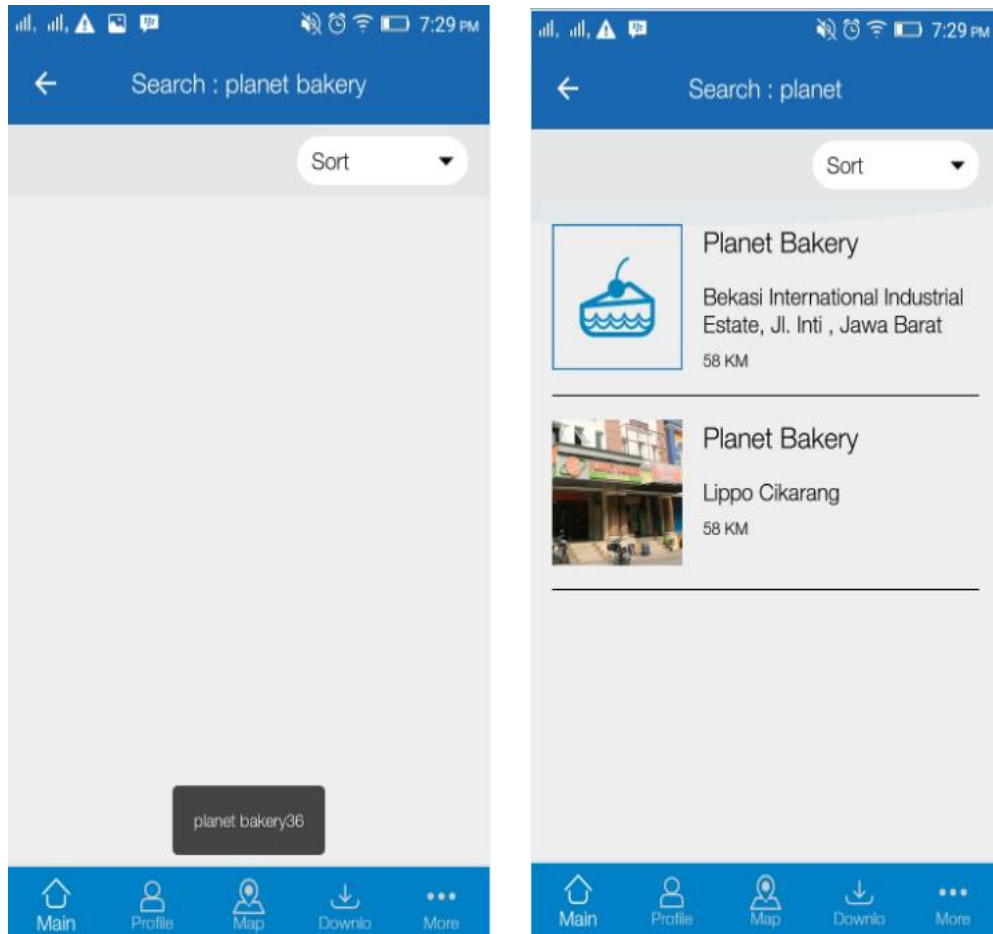 7:29 PM
Search : planet bakery
Sort
planet bakery36
Main Profile Map Downlo More
7:29 PM
Search : planet
Sort
Planet Bakery
Bekasi International Industrial
Estate, Jl. Inti , Jawa Barat
58 KM
Planet Bakery
Lippo Cikarang
58 KM
Main Profile Map Downlo More